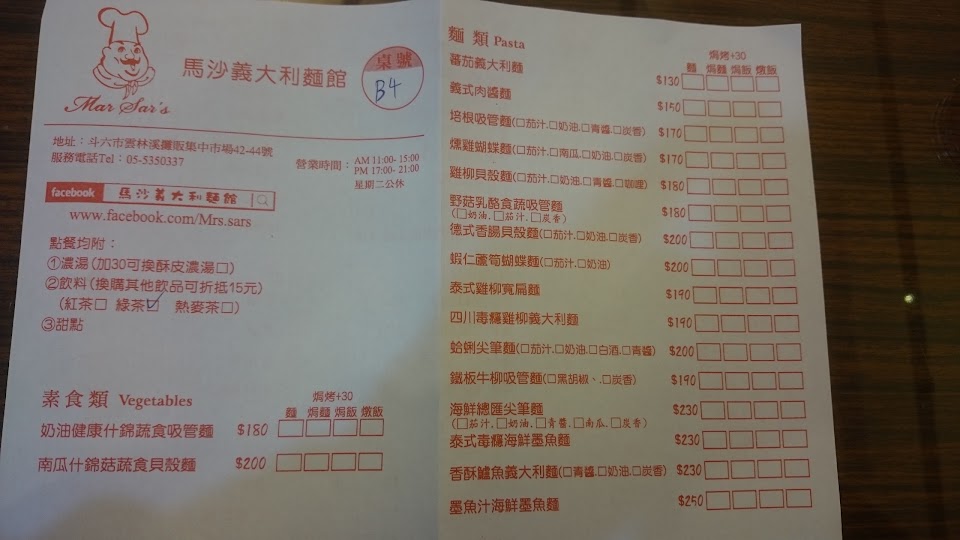 Mar Sar's
馬沙義大利麵館
桌號
B4
地址：斗六市雲林溪攤販集中市場42-44號
服務電話Tel：05-5350337
營業時間：AM 11:00- 15:00
PM 17:00- 21:00
星期二公休
facebook 馬沙義大利麵館
www.facebook.com/Mrs.sars
點餐均附：
①濃湯(加30可換酥皮濃湯□)
②飲料(換購其他飲品可折抵15元)
(紅茶□ 綠茶☑ 熱麥茶□)
③甜點
素食類 Vegetables
焗烤+30
麵 焗麵 焗飯 燉飯
奶油健康什錦蔬食吸管麵 $180 □□□□
南瓜什錦菇蔬食貝殼麵 $200 □□□□
麵類 Pasta
焗烤+30
麵 焗麵 焗飯 燉飯
蕃茄義大利麵 $130 □□□□
義式肉醬麵 $150 □□□□
培根吸管麵(□茄汁.□奶油.□青醬.□炭香) $170 □□□□
燻雞蝴蝶麵(□茄汁.□南瓜.□奶油.□炭香) $170 □□□□
雞柳貝殼麵(□茄汁.□奶油.□青醬.□咖哩) $180 □□□□
野菇乳酪食蔬吸管麵 $180 □□□□
(□奶油.□茄汁.□炭香)
德式香腸貝殼麵(□茄汁.□奶油.□炭香) $200 □□□□
蝦仁蘆筍蝴蝶麵(□茄汁.□奶油) $200 □□□□
泰式雞柳寬扁麵 $190 □□□□
四川毒癮雞柳義大利麵 $190 □□□□
蛤蜊尖筆麵(□茄汁.□奶油.□白酒.□青醬) $200 □□□□
鐵板牛柳吸管麵(□黑胡椒、.□炭香) $190 □□□□
海鮮總匯尖筆麵 $230 □□□□
(□茄汁.□奶油.□青醬.□南瓜.□炭香)
泰式毒癮海鮮墨魚麵 $230 □□□□
香酥鱸魚義大利麵(□青醬.□奶油.□炭香) $230 □□□□
墨魚汁海鮮墨魚麵 $250 □□□□